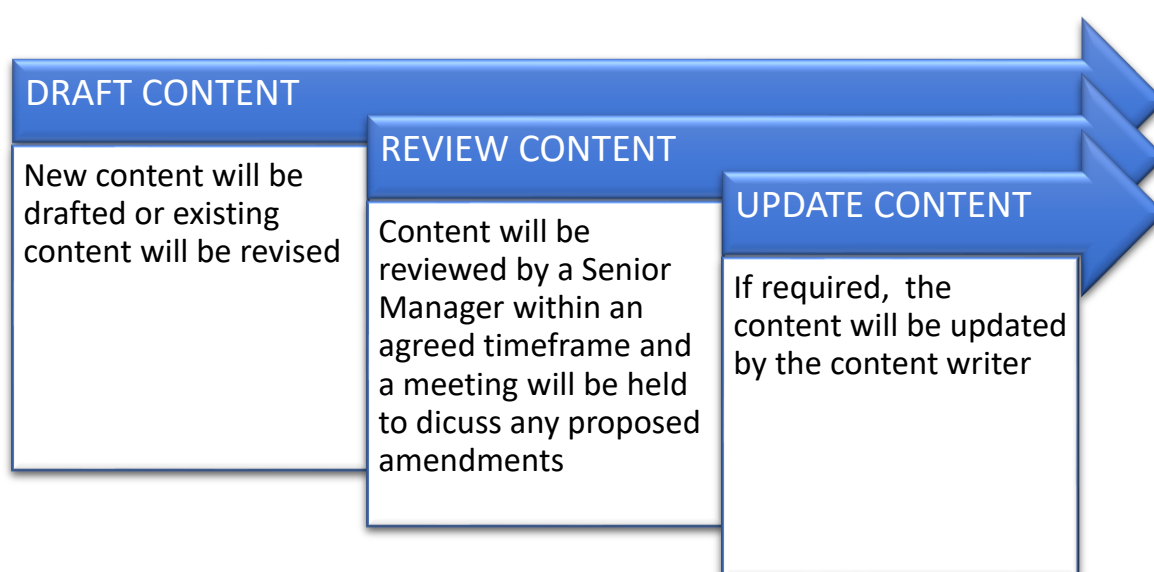 DRAFT CONTENT
New content will be
drafted or existing
content will be revised
REVIEW CONTENT
Content will be
reviewed by a Senior
Manager within an
agreed timeframe and
a meeting will be held
to dicuss any proposed
amendments
UPDATE CONTENT
If required,  the
content will be updated
by the content writer